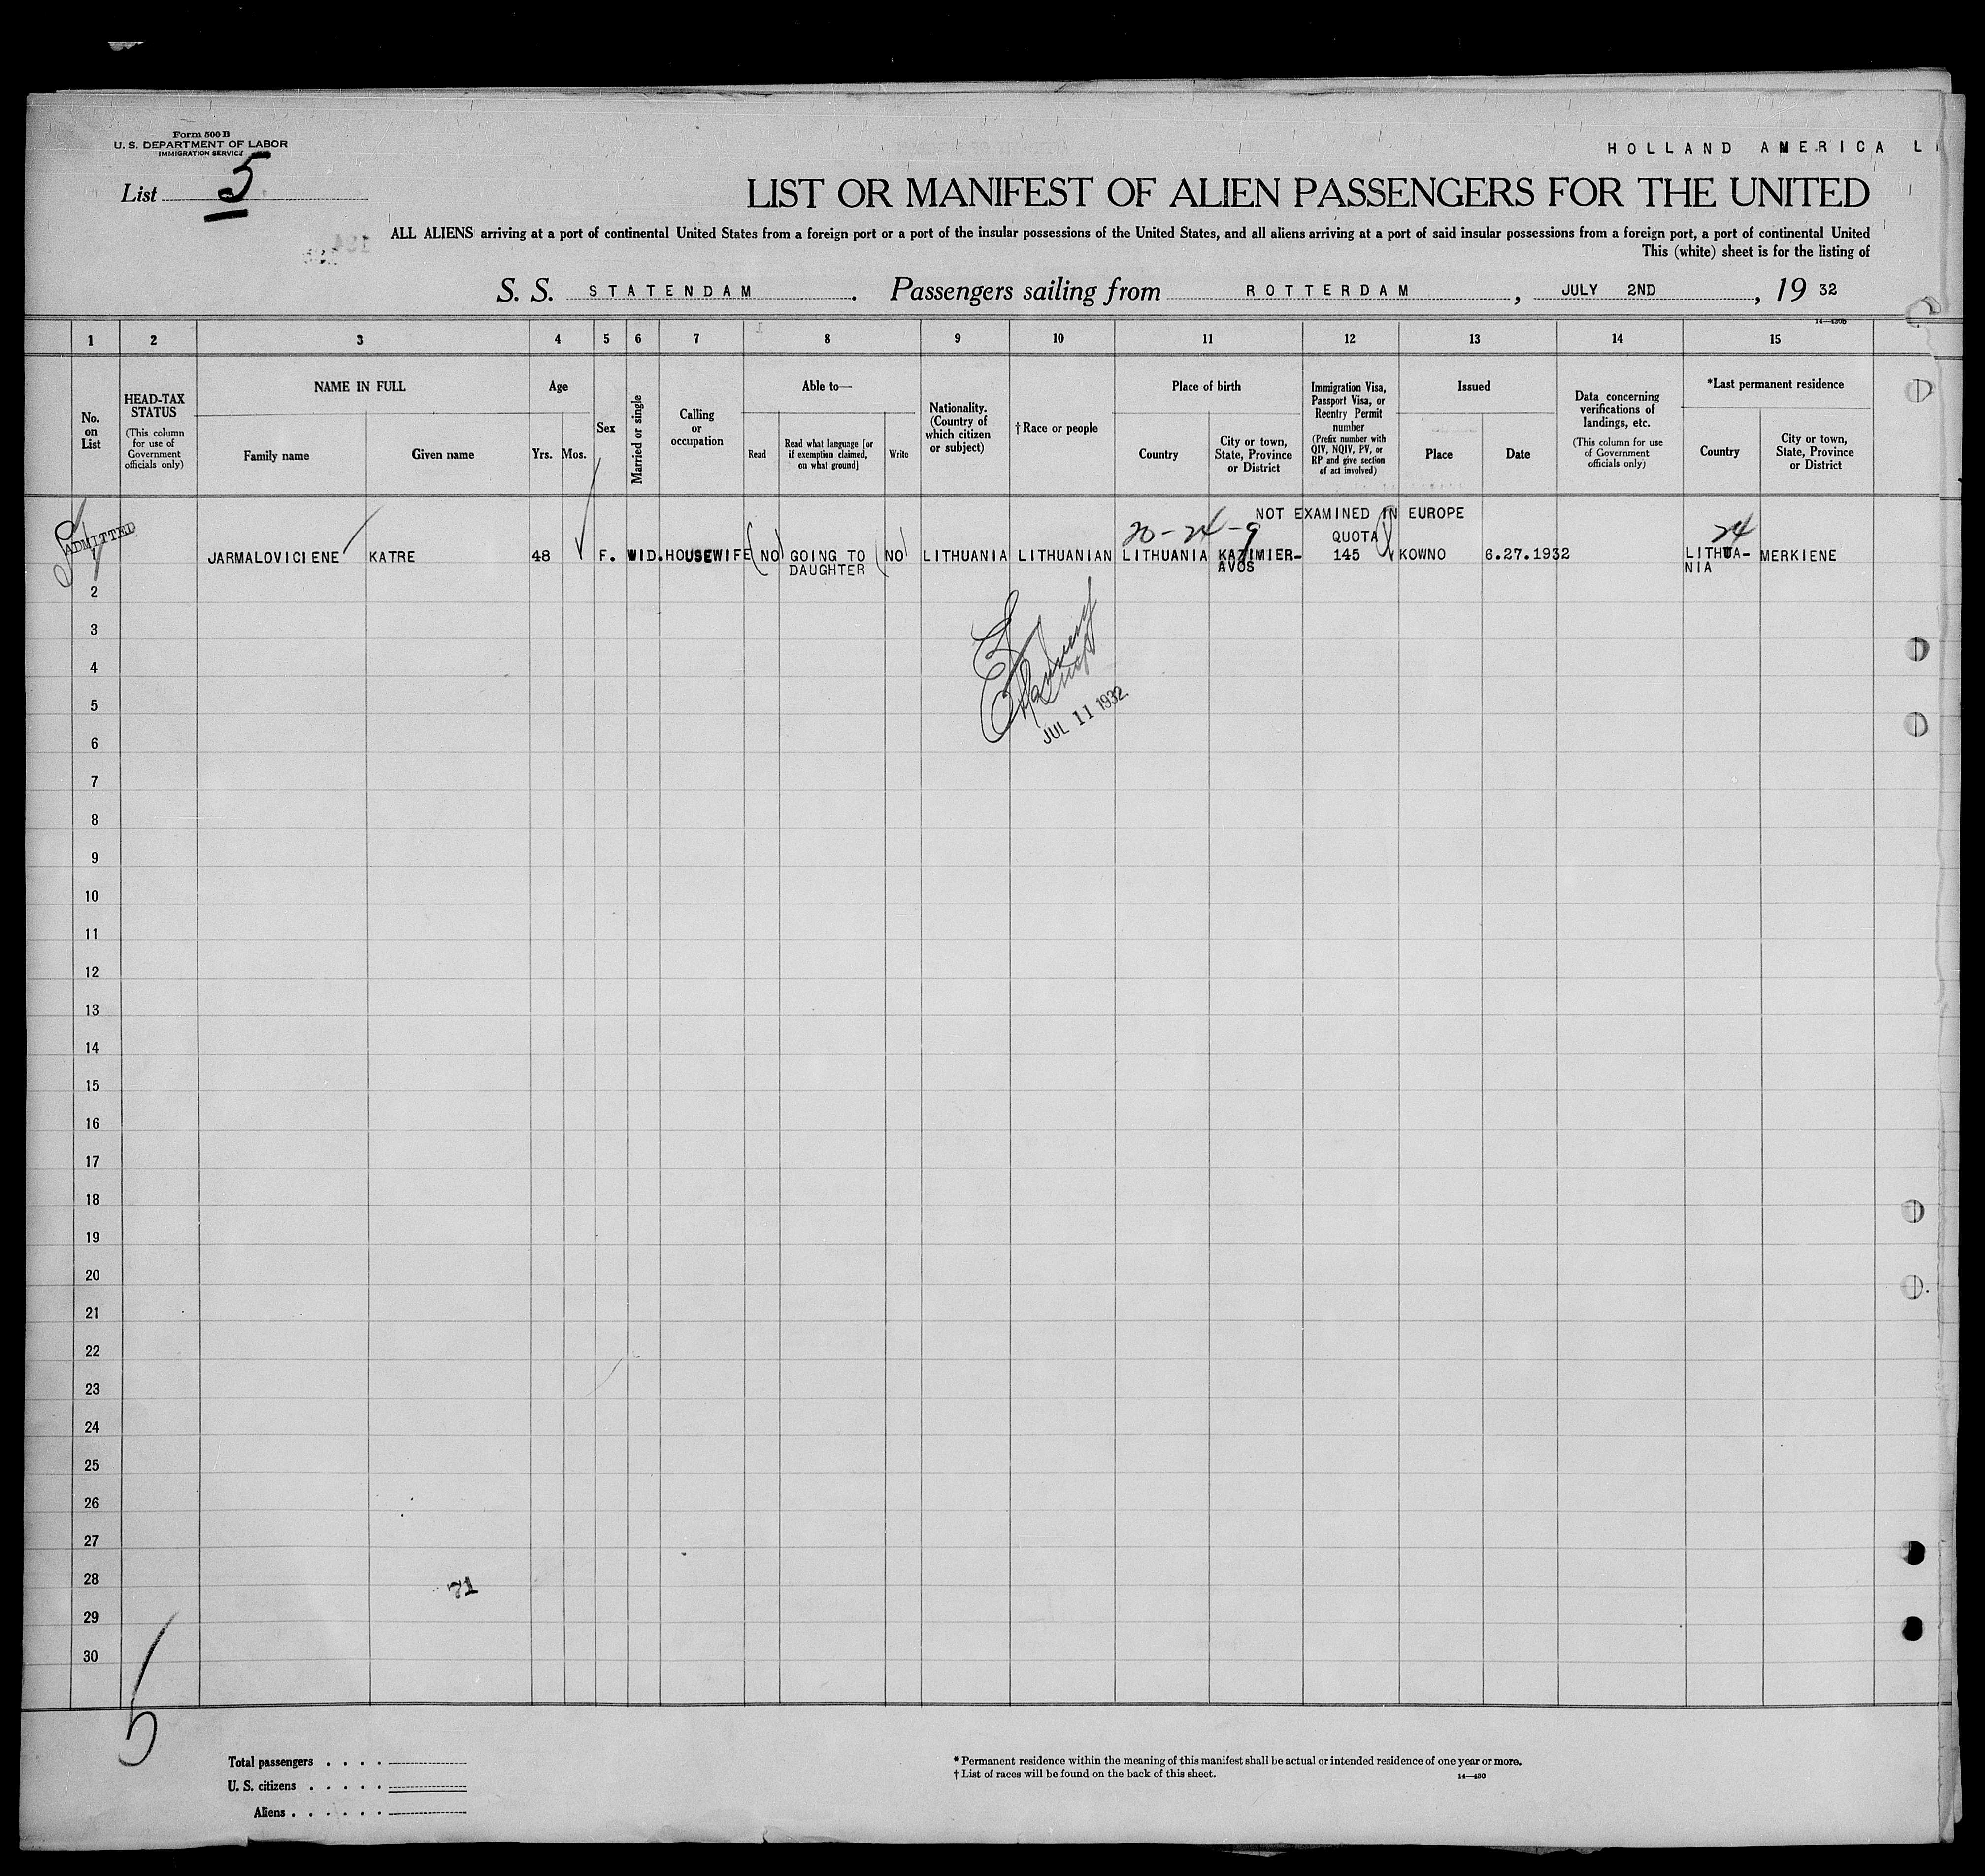 Form 500 B
U. S. DEPARTMENT OF LABOR
IMMIGRATION SERVICE
HOLLAND AMERICA L
List 5
LIST OR MANIFEST OF ALIEN PASSENGERS FOR THE UNITED
ALL ALIENS arriving at a port of continental United States from a foreign port or a port of the insular possessions of the United States, and all aliens arriving at a port of said insular possessions from a foreign port, a port of continental United
This (white) sheet is for the listing of
S. S. STATENDAM. Passengers sailing from ROTTERDAM, JULY 2ND, 19 32
14—430B
1 2 3 4 5 6 7 8 9 10 11 12 13 14 15
No. on List
HEAD-TAX STATUS
(This column for use of Government officials only)
NAME IN FULL
Family name
Given name
Age
Yrs.
Mos.
Sex
Married or single
Calling or occupation
Able to—
Read
Read what language [or if exemption claimed, on what ground]
Write
Nationality. (Country of which citizen or subject)
†Race or people
Place of birth
Country
City or town, State, Province or District
Immigration Visa, Passport Visa, or Reentry Permit number
(Prefix number with QIV, NQIV, PV, or RP and give section of act involved)
Issued
Place
Date
Data concerning verifications of landings, etc.
(This column for use of Government officials only)
*Last permanent residence
Country
City or town, State, Province or District
NOT EXAMINED IN EUROPE
ADMITTED
20-24-9
QUOTA
24
1 JARMALOVICIENE KATRE 48 F. WID. HOUSEWIFE NO GOING TO NO LITHUANIA LITHUANIAN LITHUANIA KAZIMIER- 145 KOWNO 6.27.1932 LITHUA- MERKIENE
DAUGHTER AVOS NIA
2
3
4
5
JUL 11 1932
6
7
8
9
10
11
12
13
14
15
16
17
18
19
20
21
22
23
24
25
26
27
28
71
29
30
5
Total passengers . . . .
U. S. citizens . . . . .
Aliens . . . . . .
* Permanent residence within the meaning of this manifest shall be actual or intended residence of one year or more.
† List of races will be found on the back of this sheet.
14—430